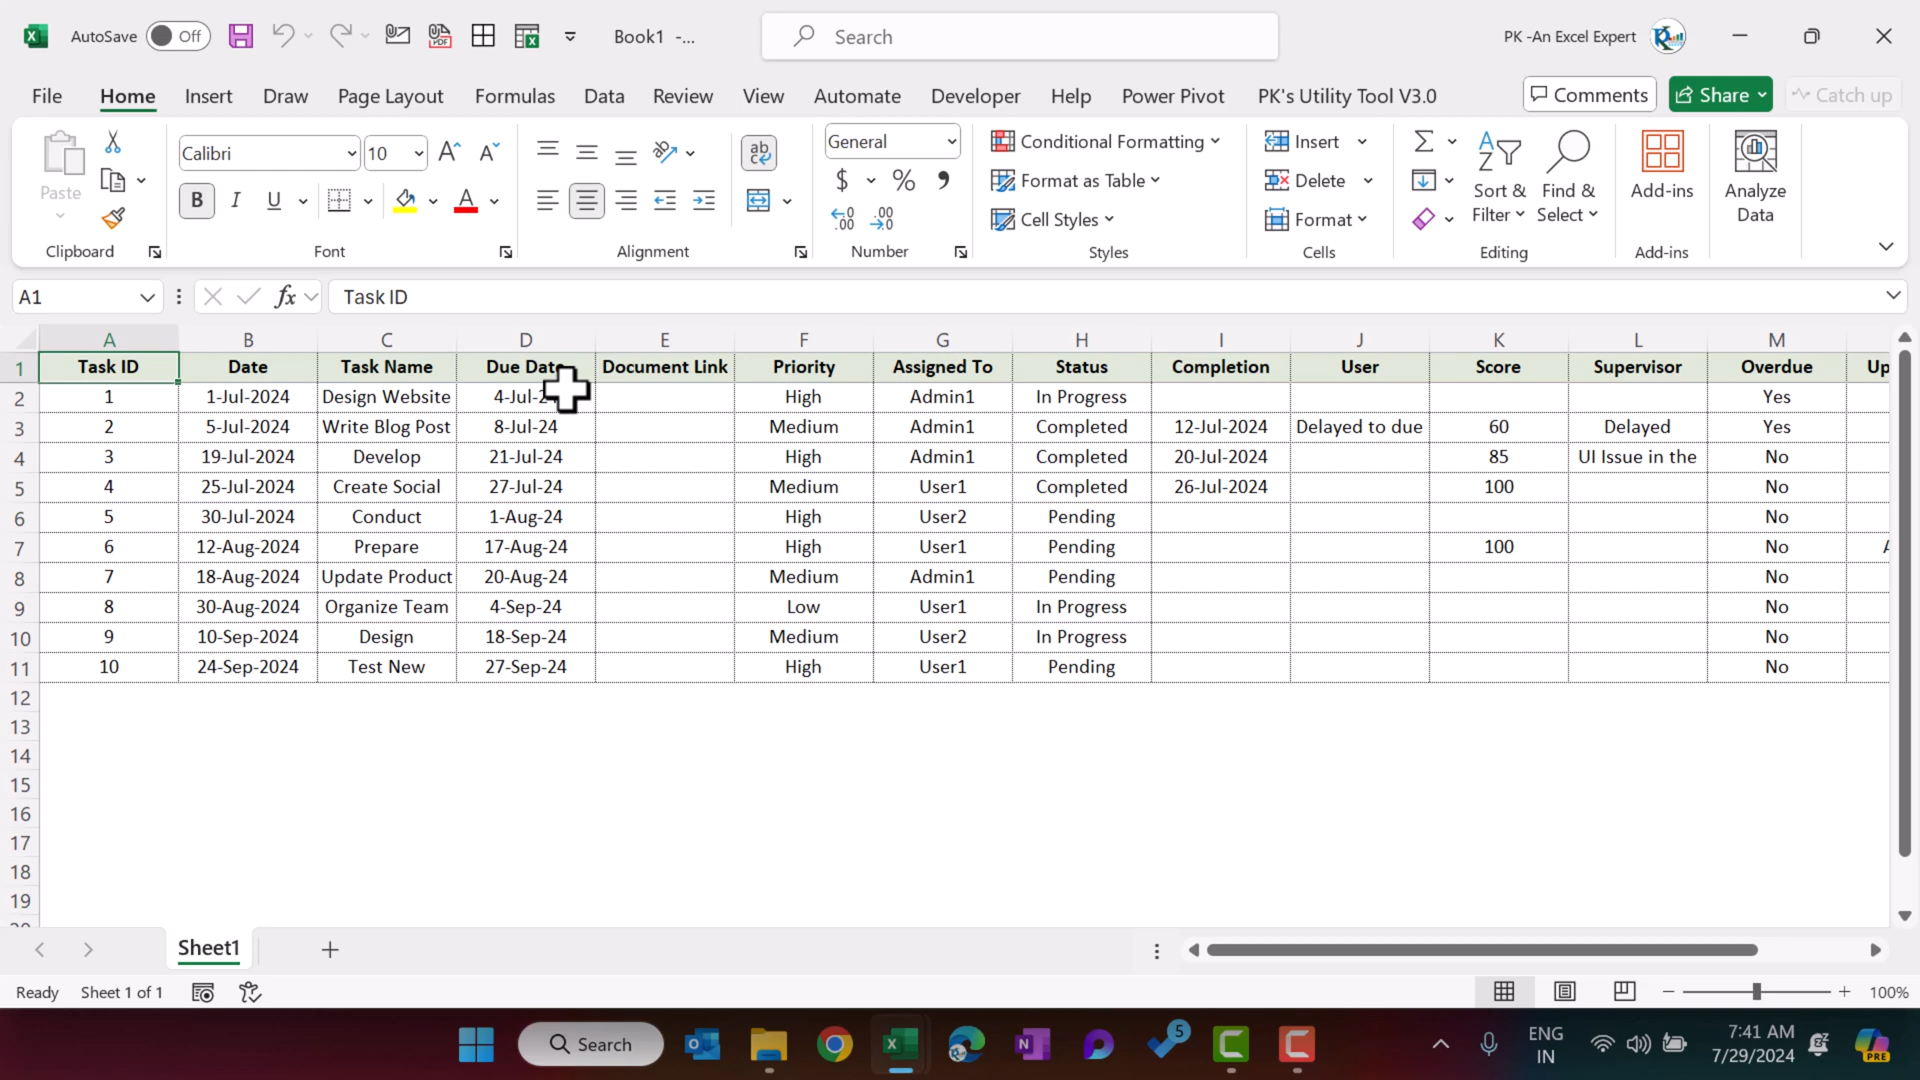 AutoSave Off Book1 -... Search PK -An Excel Expert
File Home Insert Draw Page Layout Formulas Data Review View Automate Developer Help Power Pivot PK's Utility Tool V3.0 Comments Share Catch up
Paste
Calibri 10
B I U
ab
General
$ % ,
Conditional Formatting
Format as Table
Cell Styles
Insert
Delete
Format
Sort &
Filter
Find &
Select
Add-ins
Analyze
Data
Clipboard Font Alignment Number Styles Cells Editing Add-ins
A1 fx Task ID
A B C D E F G H I J K L M
1 Task ID Date Task Name Due Date Document Link Priority Assigned To Status Completion User Score Supervisor Overdue Up
2 1 1-Jul-2024 Design Website High Admin1 In Progress Yes
3 2 5-Jul-2024 Write Blog Post 8-Jul-24 Medium Admin1 Completed 12-Jul-2024 Delayed to due 60 Delayed Yes
4 3 19-Jul-2024 Develop 21-Jul-24 High Admin1 Completed 20-Jul-2024 85 UI Issue in the No
5 4 25-Jul-2024 Create Social 27-Jul-24 Medium User1 Completed 26-Jul-2024 100 No
6 5 30-Jul-2024 Conduct 1-Aug-24 High User2 Pending No
7 6 12-Aug-2024 Prepare 17-Aug-24 High User1 Pending 100 No
8 7 18-Aug-2024 Update Product 20-Aug-24 Medium Admin1 Pending No
9 8 30-Aug-2024 Organize Team 4-Sep-24 Low User1 In Progress No
10 9 10-Sep-2024 Design 18-Sep-24 Medium User2 In Progress No
11 10 24-Sep-2024 Test New 27-Sep-24 High User1 Pending No
12
13
14
15
16
17
18
19
Sheet1
Ready Sheet 1 of 1 100%
Search 5 ENG
IN
7:41 AM
7/29/2024
PRE